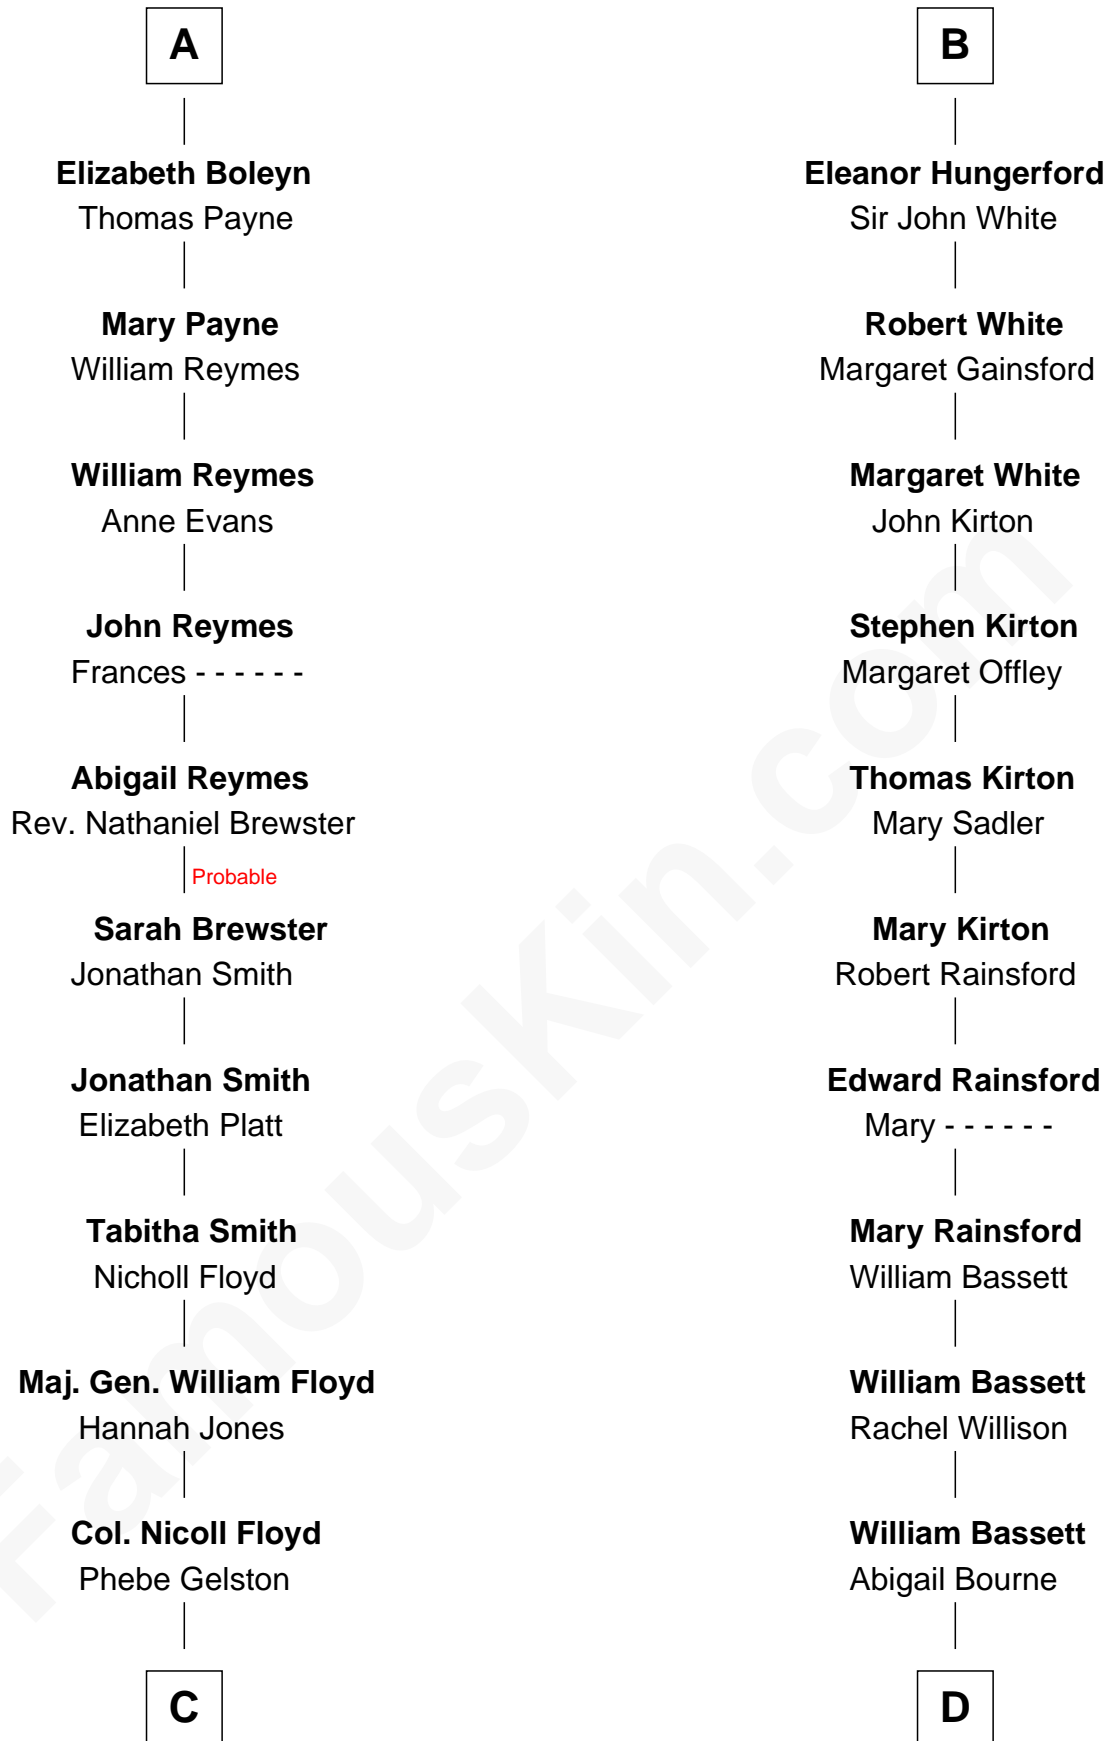 A
Elizabeth Boleyn
Thomas Payne
Mary Payne
William Reymes
William Reymes
Anne Evans
John Reymes
Frances - - - - - -
Abigail Reymes
Rev. Nathaniel Brewster
Probable
Sarah Brewster
Jonathan Smith
Jonathan Smith
Elizabeth Platt
Tabitha Smith
Nicholl Floyd
Maj. Gen. William Floyd
Hannah Jones
Col. Nicoll Floyd
Phebe Gelston
C
B
Eleanor Hungerford
Sir John White
Robert White
Margaret Gainsford
Margaret White
John Kirton
Stephen Kirton
Margaret Offley
Thomas Kirton
Mary Sadler
Mary Kirton
Robert Rainsford
Edward Rainsford
Mary - - - - - -
Mary Rainsford
William Bassett
William Bassett
Rachel Willison
William Bassett
Abigail Bourne
D
FamousKin.com